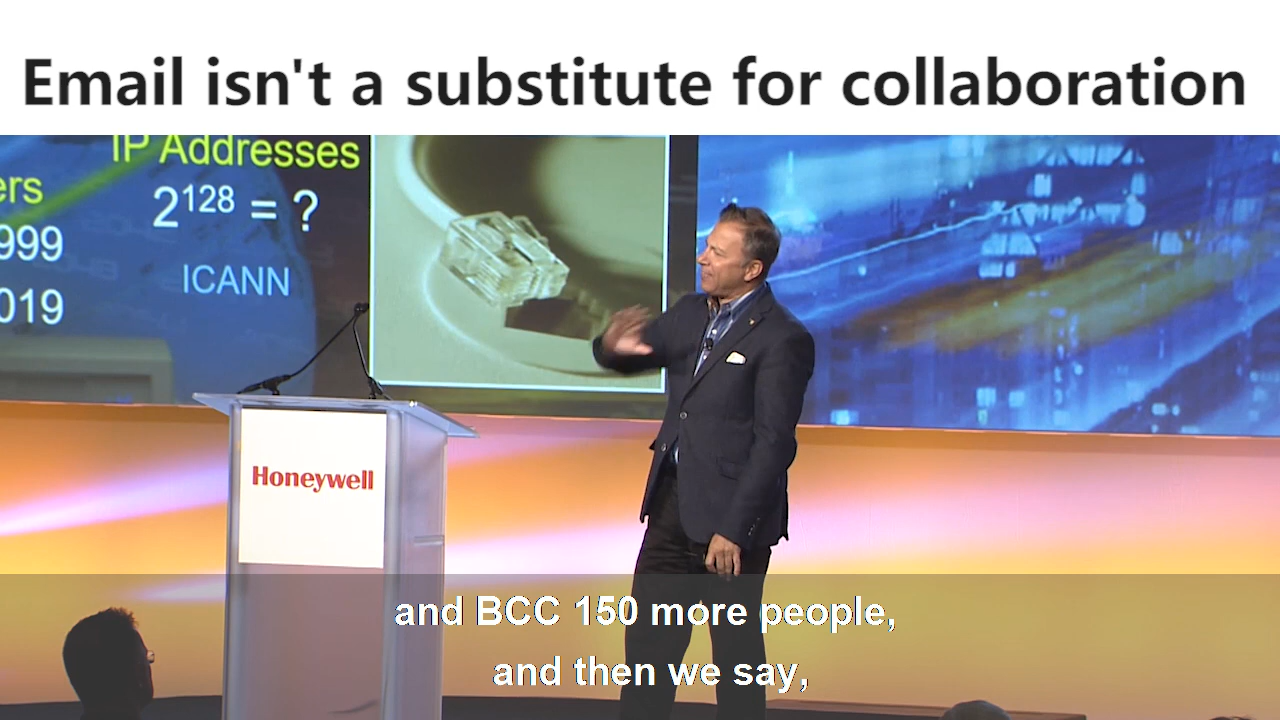 Email isn't a substitute for collaboration
IP Addresses
2¹²⁸ = ?
ICANN
ers
999
019
Honeywell
and BCC 150 more people,
and then we say,